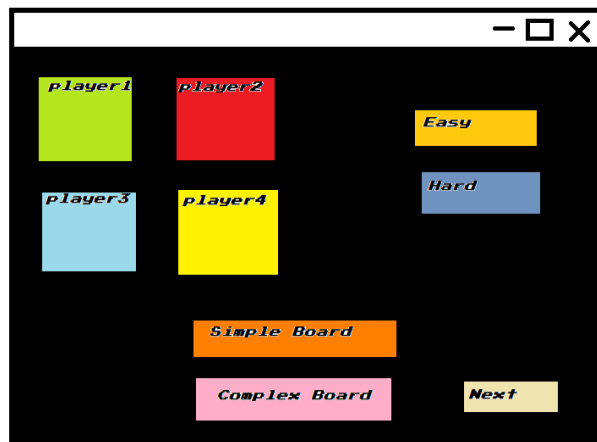 player1
player2
Easy
Hard
player3
player4
Simple Board
Complex Board
Next